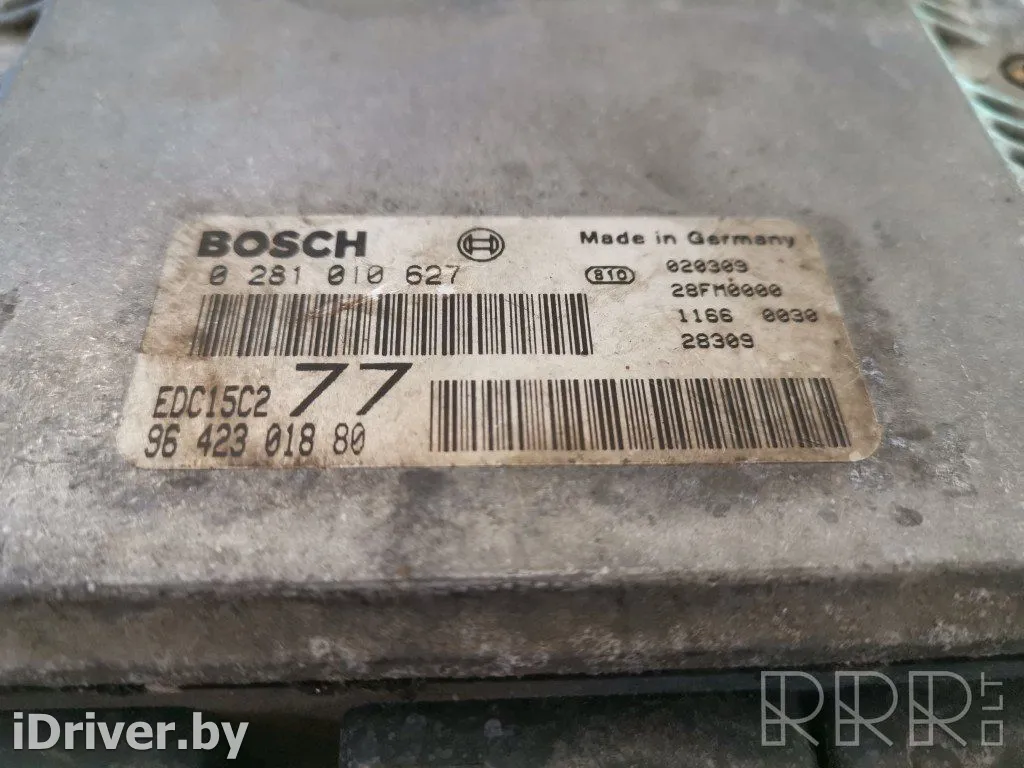 BOSCH
Made in Germany
0 281 010 627
810
020309
28FM0000
1166 0030
28309
EDC15C2 77
96 423 018 80
iDriver.by
RRR.LT